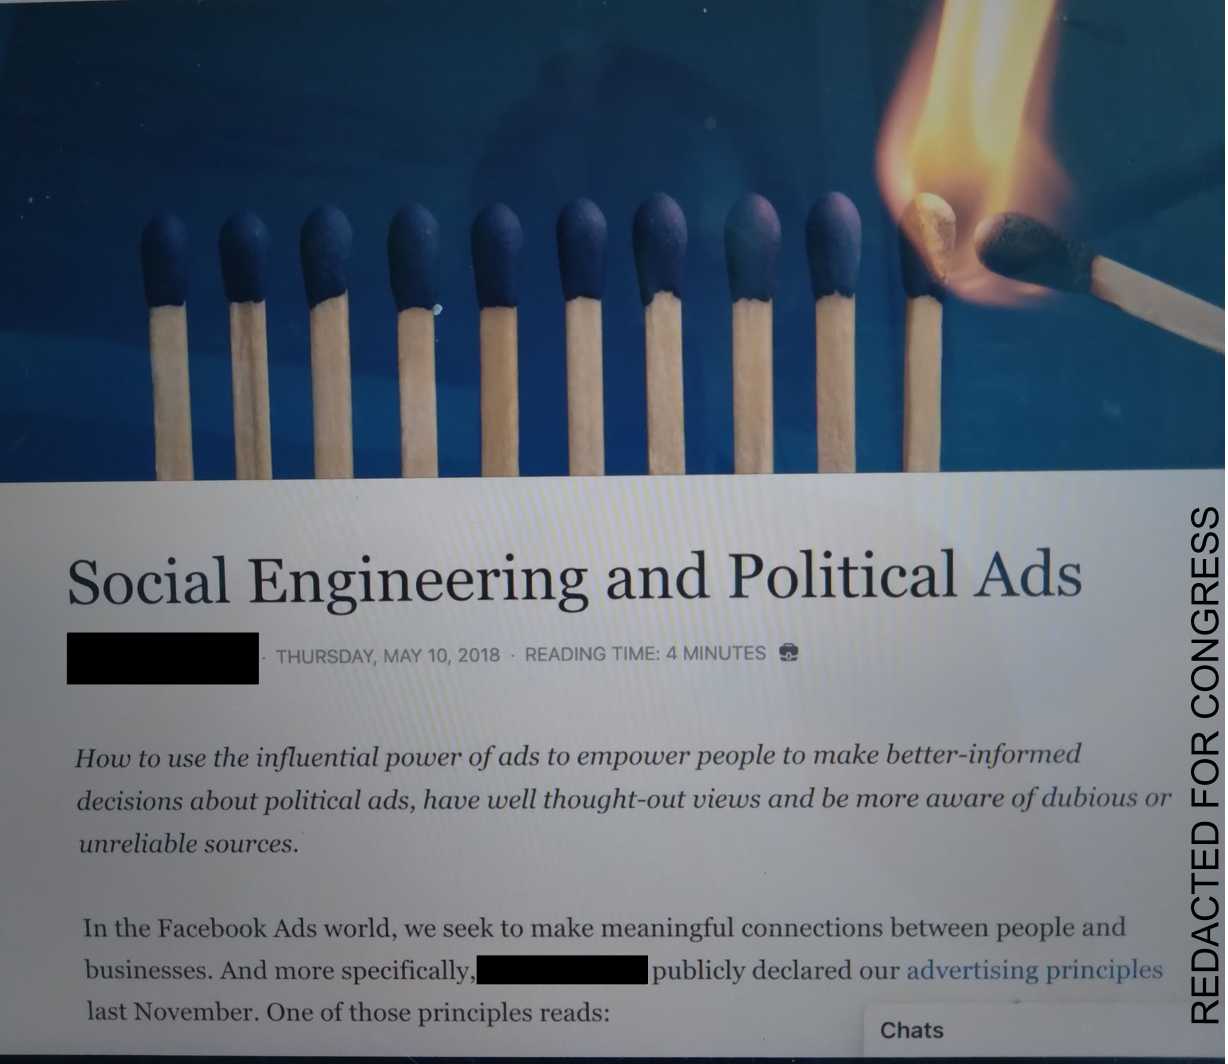 Social Engineering and Political Ads
· THURSDAY, MAY 10, 2018 · READING TIME: 4 MINUTES
How to use the influential power of ads to empower people to make better-informed
decisions about political ads, have well thought-out views and be more aware of dubious or
unreliable sources.
In the Facebook Ads world, we seek to make meaningful connections between people and
businesses. And more specifically, publicly declared our advertising principles
last November. One of those principles reads:
Chats
REDACTED FOR CONGRESS